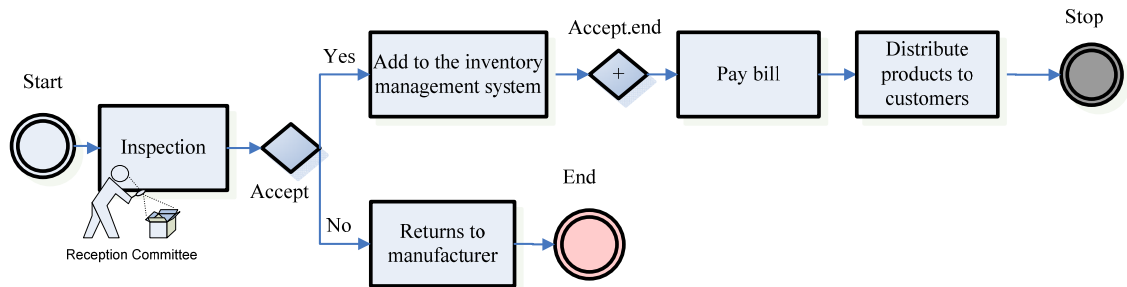 Start
Inspection
Reception Committee
Accept
Yes
Add to the inventory
management system
Accept.end
+
Pay bill
Distribute
products to
customers
Stop
No
Returns to
manufacturer
End